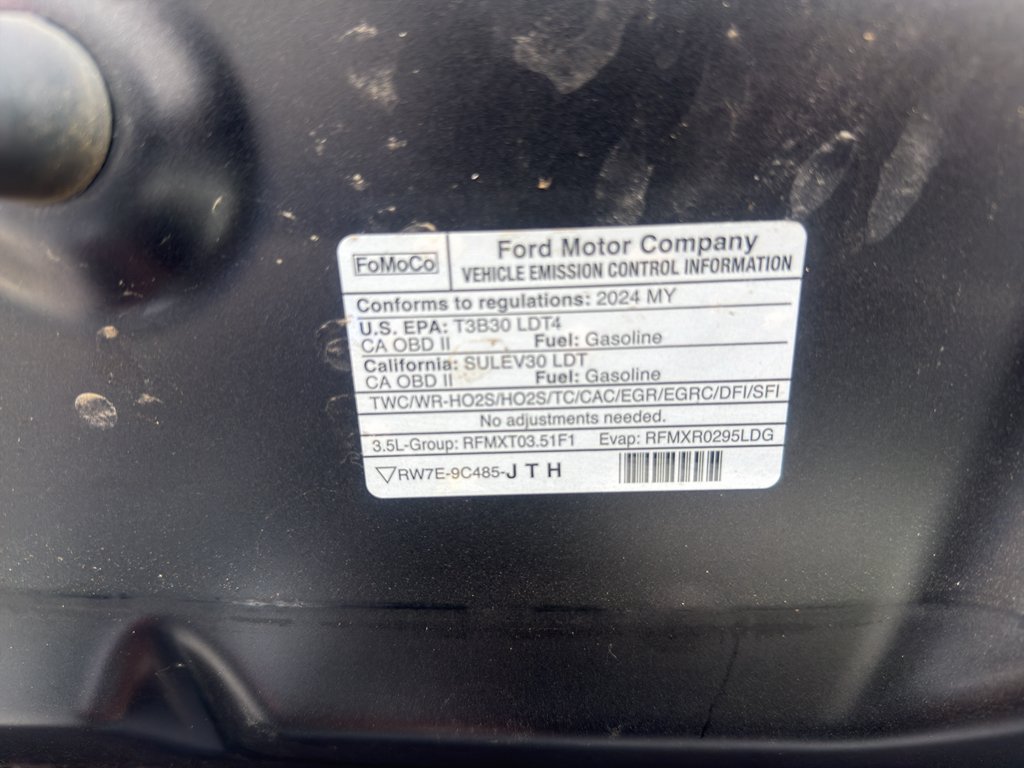 FoMoCo
Ford Motor Company
VEHICLE EMISSION CONTROL INFORMATION
Conforms to regulations: 2024 MY
U.S. EPA: T3B30 LDT4
CA OBD II Fuel: Gasoline
California: SULEV30 LDT
CA OBD II Fuel: Gasoline
TWC/WR-HO2S/HO2S/TC/CAC/EGR/EGRC/DFI/SFI
No adjustments needed.
3.5L-Group: RFMXT03.51F1 Evap: RFMXR0295LDG
RW7E-9C485-J T H